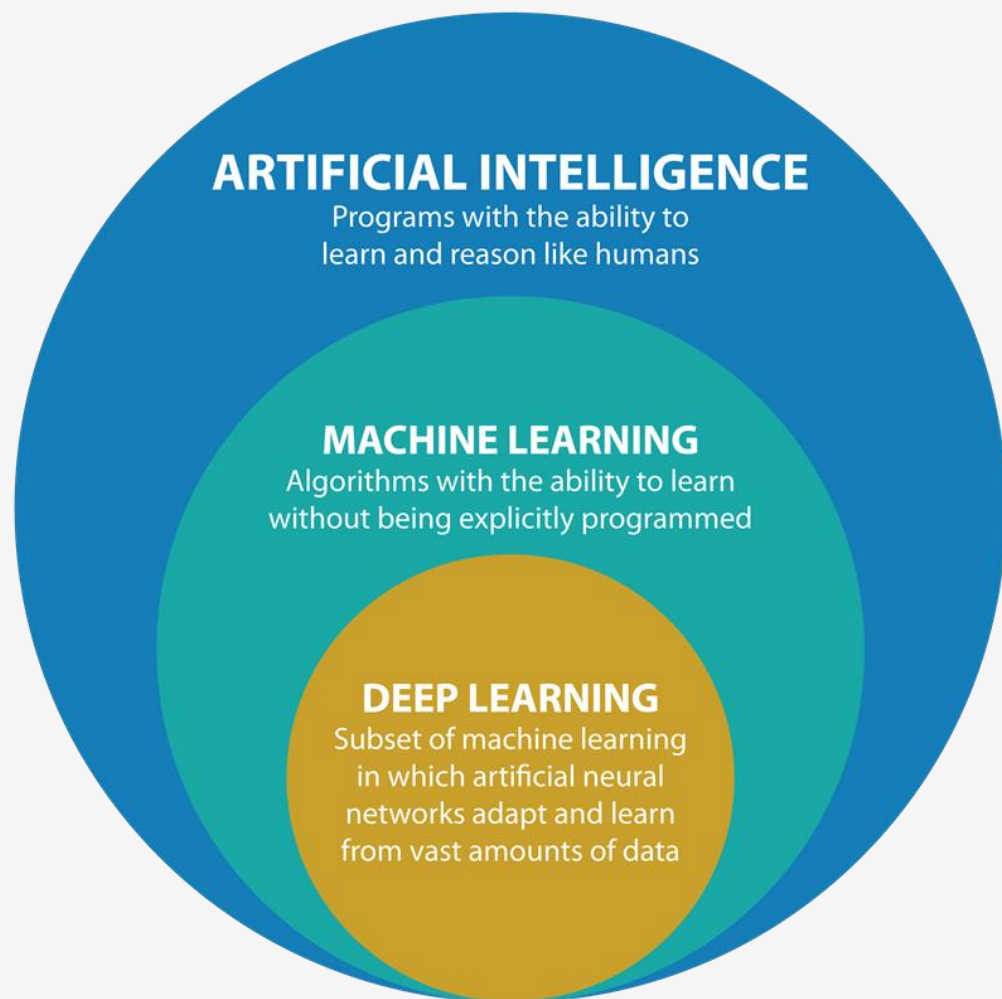 ARTIFICIAL INTELLIGENCE
Programs with the ability to
learn and reason like humans
MACHINE LEARNING
Algorithms with the ability to learn
without being explicitly programmed
DEEP LEARNING
Subset of machine learning
in which artificial neural
networks adapt and learn
from vast amounts of data